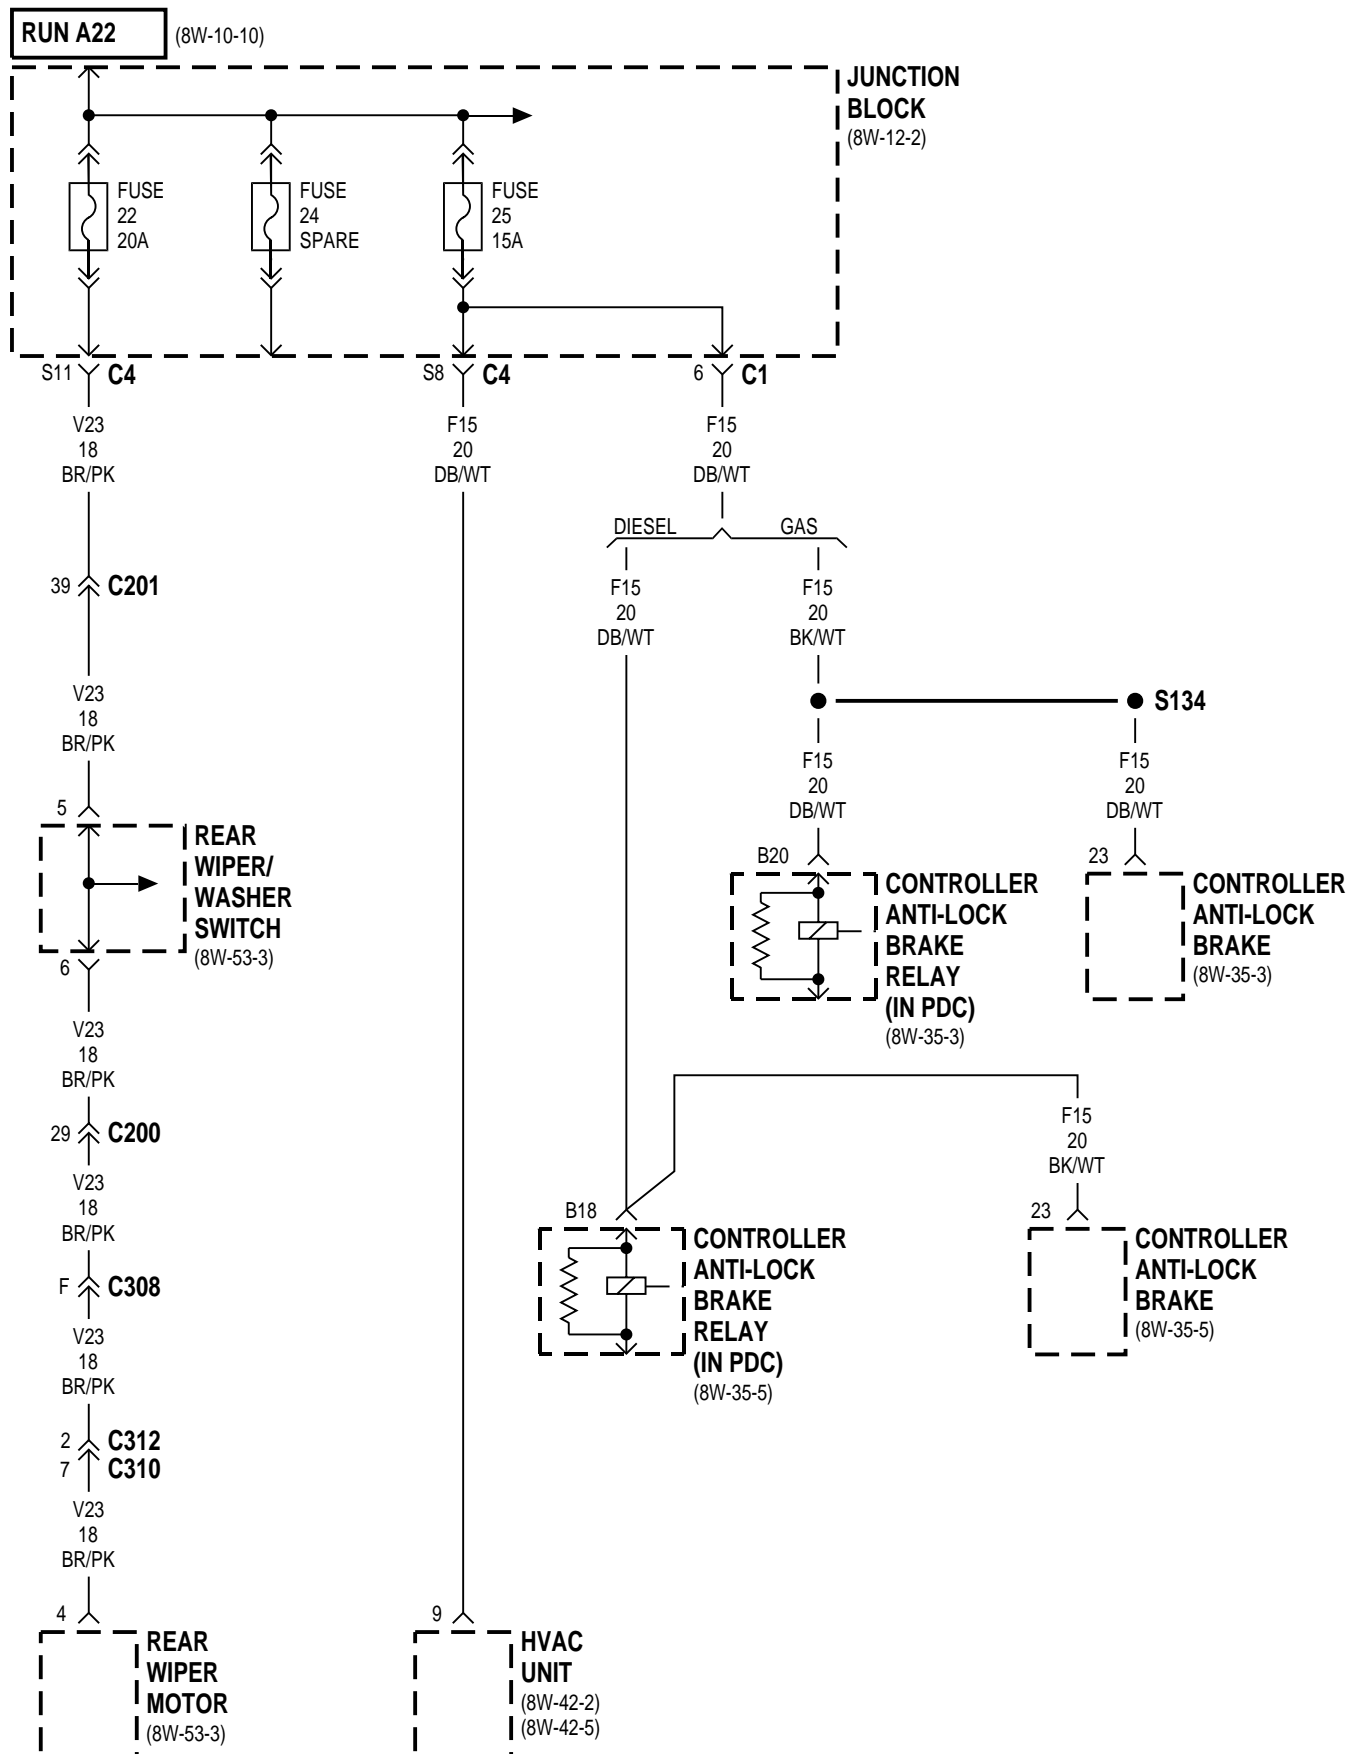 RUN A22
(8W-10-10)
JUNCTION
BLOCK
(8W-12-2)
FUSE
22
20A
FUSE
24
SPARE
FUSE
25
15A
S11
C4
S8
C4
6
C1
V23
18
BR/PK
F15
20
DB/WT
F15
20
DB/WT
DIESEL
GAS
39
C201
F15
20
DB/WT
F15
20
BK/WT
V23
18
BR/PK
S134
F15
20
DB/WT
F15
20
DB/WT
5
REAR
WIPER/
WASHER
SWITCH
(8W-53-3)
6
B20
CONTROLLER
ANTI-LOCK
BRAKE
RELAY
(IN PDC)
(8W-35-3)
23
CONTROLLER
ANTI-LOCK
BRAKE
(8W-35-3)
V23
18
BR/PK
29
C200
F15
20
BK/WT
V23
18
BR/PK
B18
CONTROLLER
ANTI-LOCK
BRAKE
RELAY
(IN PDC)
(8W-35-5)
23
CONTROLLER
ANTI-LOCK
BRAKE
(8W-35-5)
F
C308
V23
18
BR/PK
2
C312
7
C310
V23
18
BR/PK
4
REAR
WIPER
MOTOR
(8W-53-3)
9
HVAC
UNIT
(8W-42-2)
(8W-42-5)